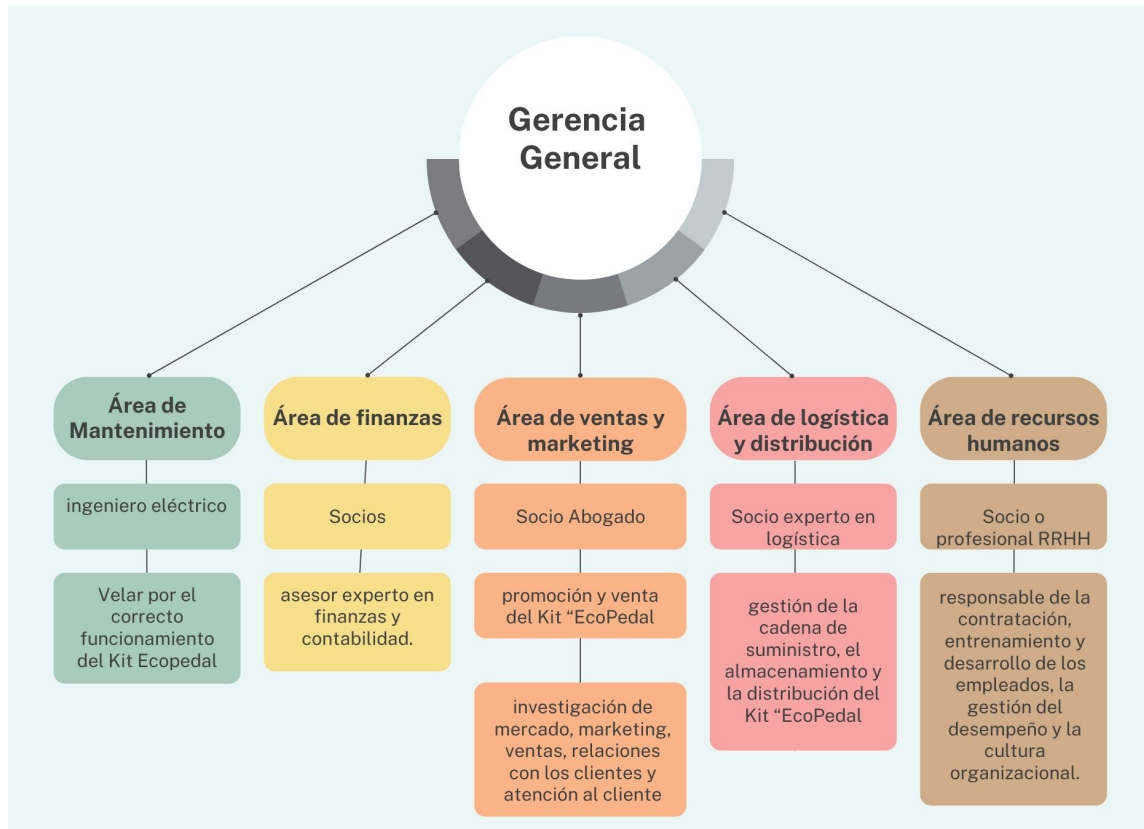 Gerencia
General
Área de
Mantenimiento
ingeniero eléctrico
Velar por el
correcto
funcionamiento
del Kit Ecopedal
Área de finanzas
Socios
asesor experto en
finanzas y
contabilidad.
Área de ventas y
marketing
Socio Abogado
promoción y venta
del Kit “EcoPedal
investigación de
mercado, marketing,
ventas, relaciones
con los clientes y
atención al cliente
Área de logística
y distribución
Socio experto en
logística
gestión de la
cadena de
suministro, el
almacenamiento y
la distribución del
Kit “EcoPedal
Área de recursos
humanos
Socio o
profesional RRHH
responsable de la
contratación,
entrenamiento y
desarrollo de los
empleados, la
gestión del
desempeño y la
cultura
organizacional.